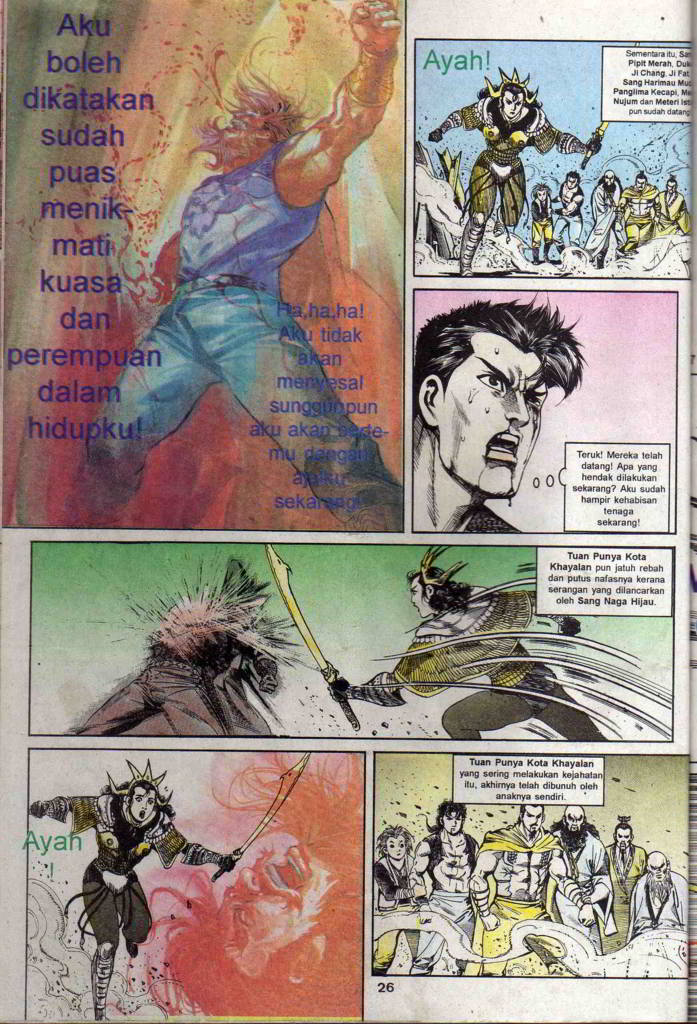 Aku
boleh
dikatakan
sudah
puas
menik-
mati
kuasa
dan
perempuan
dalam
hidupku!
Ha,ha,ha!
Aku tidak
akan
menyesal
sungguhpun
aku akan berte-
mu dengan
ayahku
sekarang!
Ayah!
Sementara itu,
Pipit Merah,
Ji Chang, Ji Fat
Sang Harimau
Panglima Kecapi,
Nujum dan Meteri
pun sudah datang
Teruk! Mereka telah
datang! Apa yang
hendak dilakukan
sekarang? Aku sudah
hampir kehabisan
tenaga
sekarang!
Tuan Punya Kota
Khayalan pun jatuh rebah
dan putus nafasnya kerana
serangan yang dilancarkan
oleh Sang Naga Hijau.
Ayah
!
Tuan Punya Kota Khayalan
yang sering melakukan kejahatan
itu, akhirnya telah dibunuh oleh
anaknya sendiri.
26